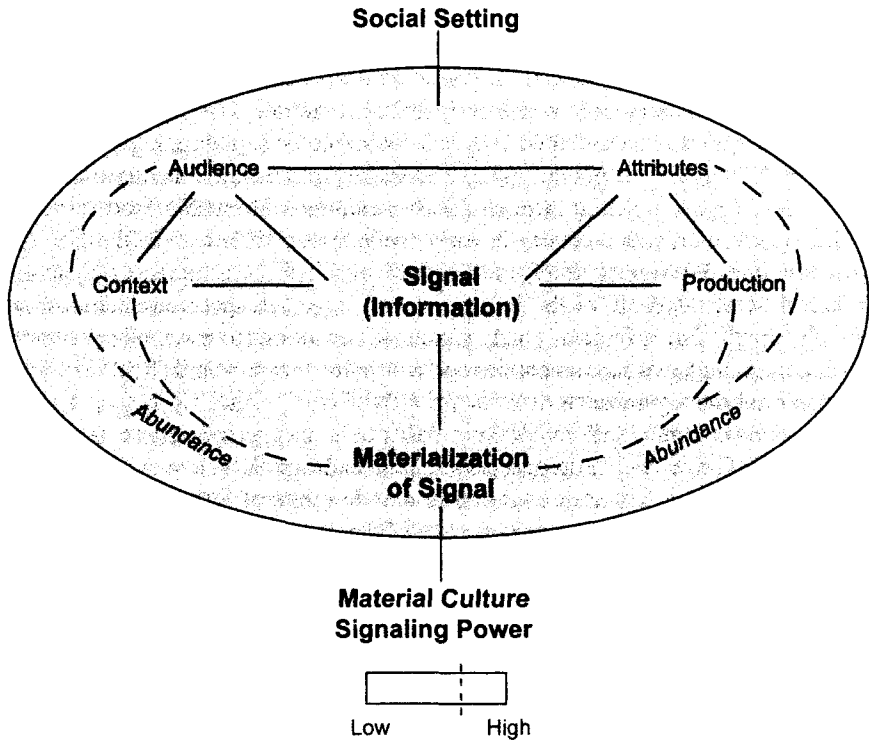 Social Setting
Audience
Attributes
Context
Signal
(Information)
Production
Abundance
Abundance
Materialization
of Signal
Material Culture
Signaling Power
Low
High